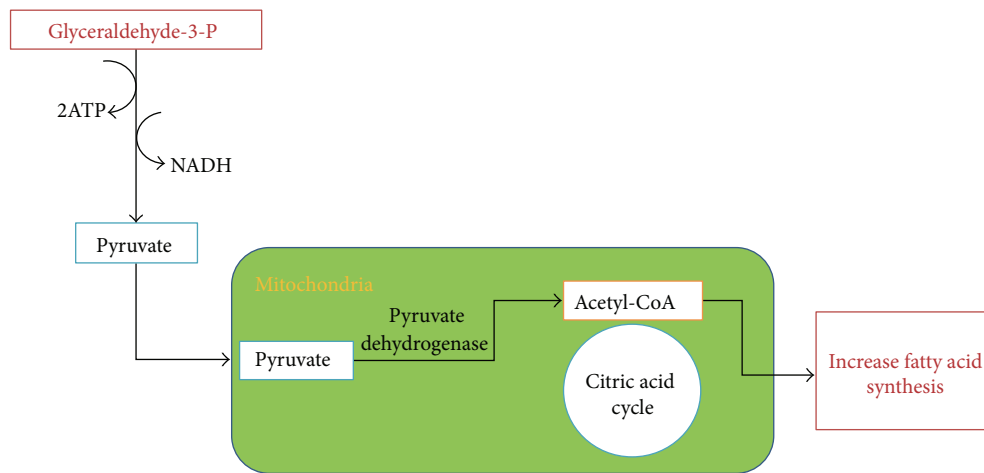 Glyceraldehyde-3-P
2ATP
NADH
Pyruvate
Mitochondria
Pyruvate
dehydrogenase
Pyruvate
Acetyl-CoA
Citric acid
cycle
Increase fatty acid
synthesis